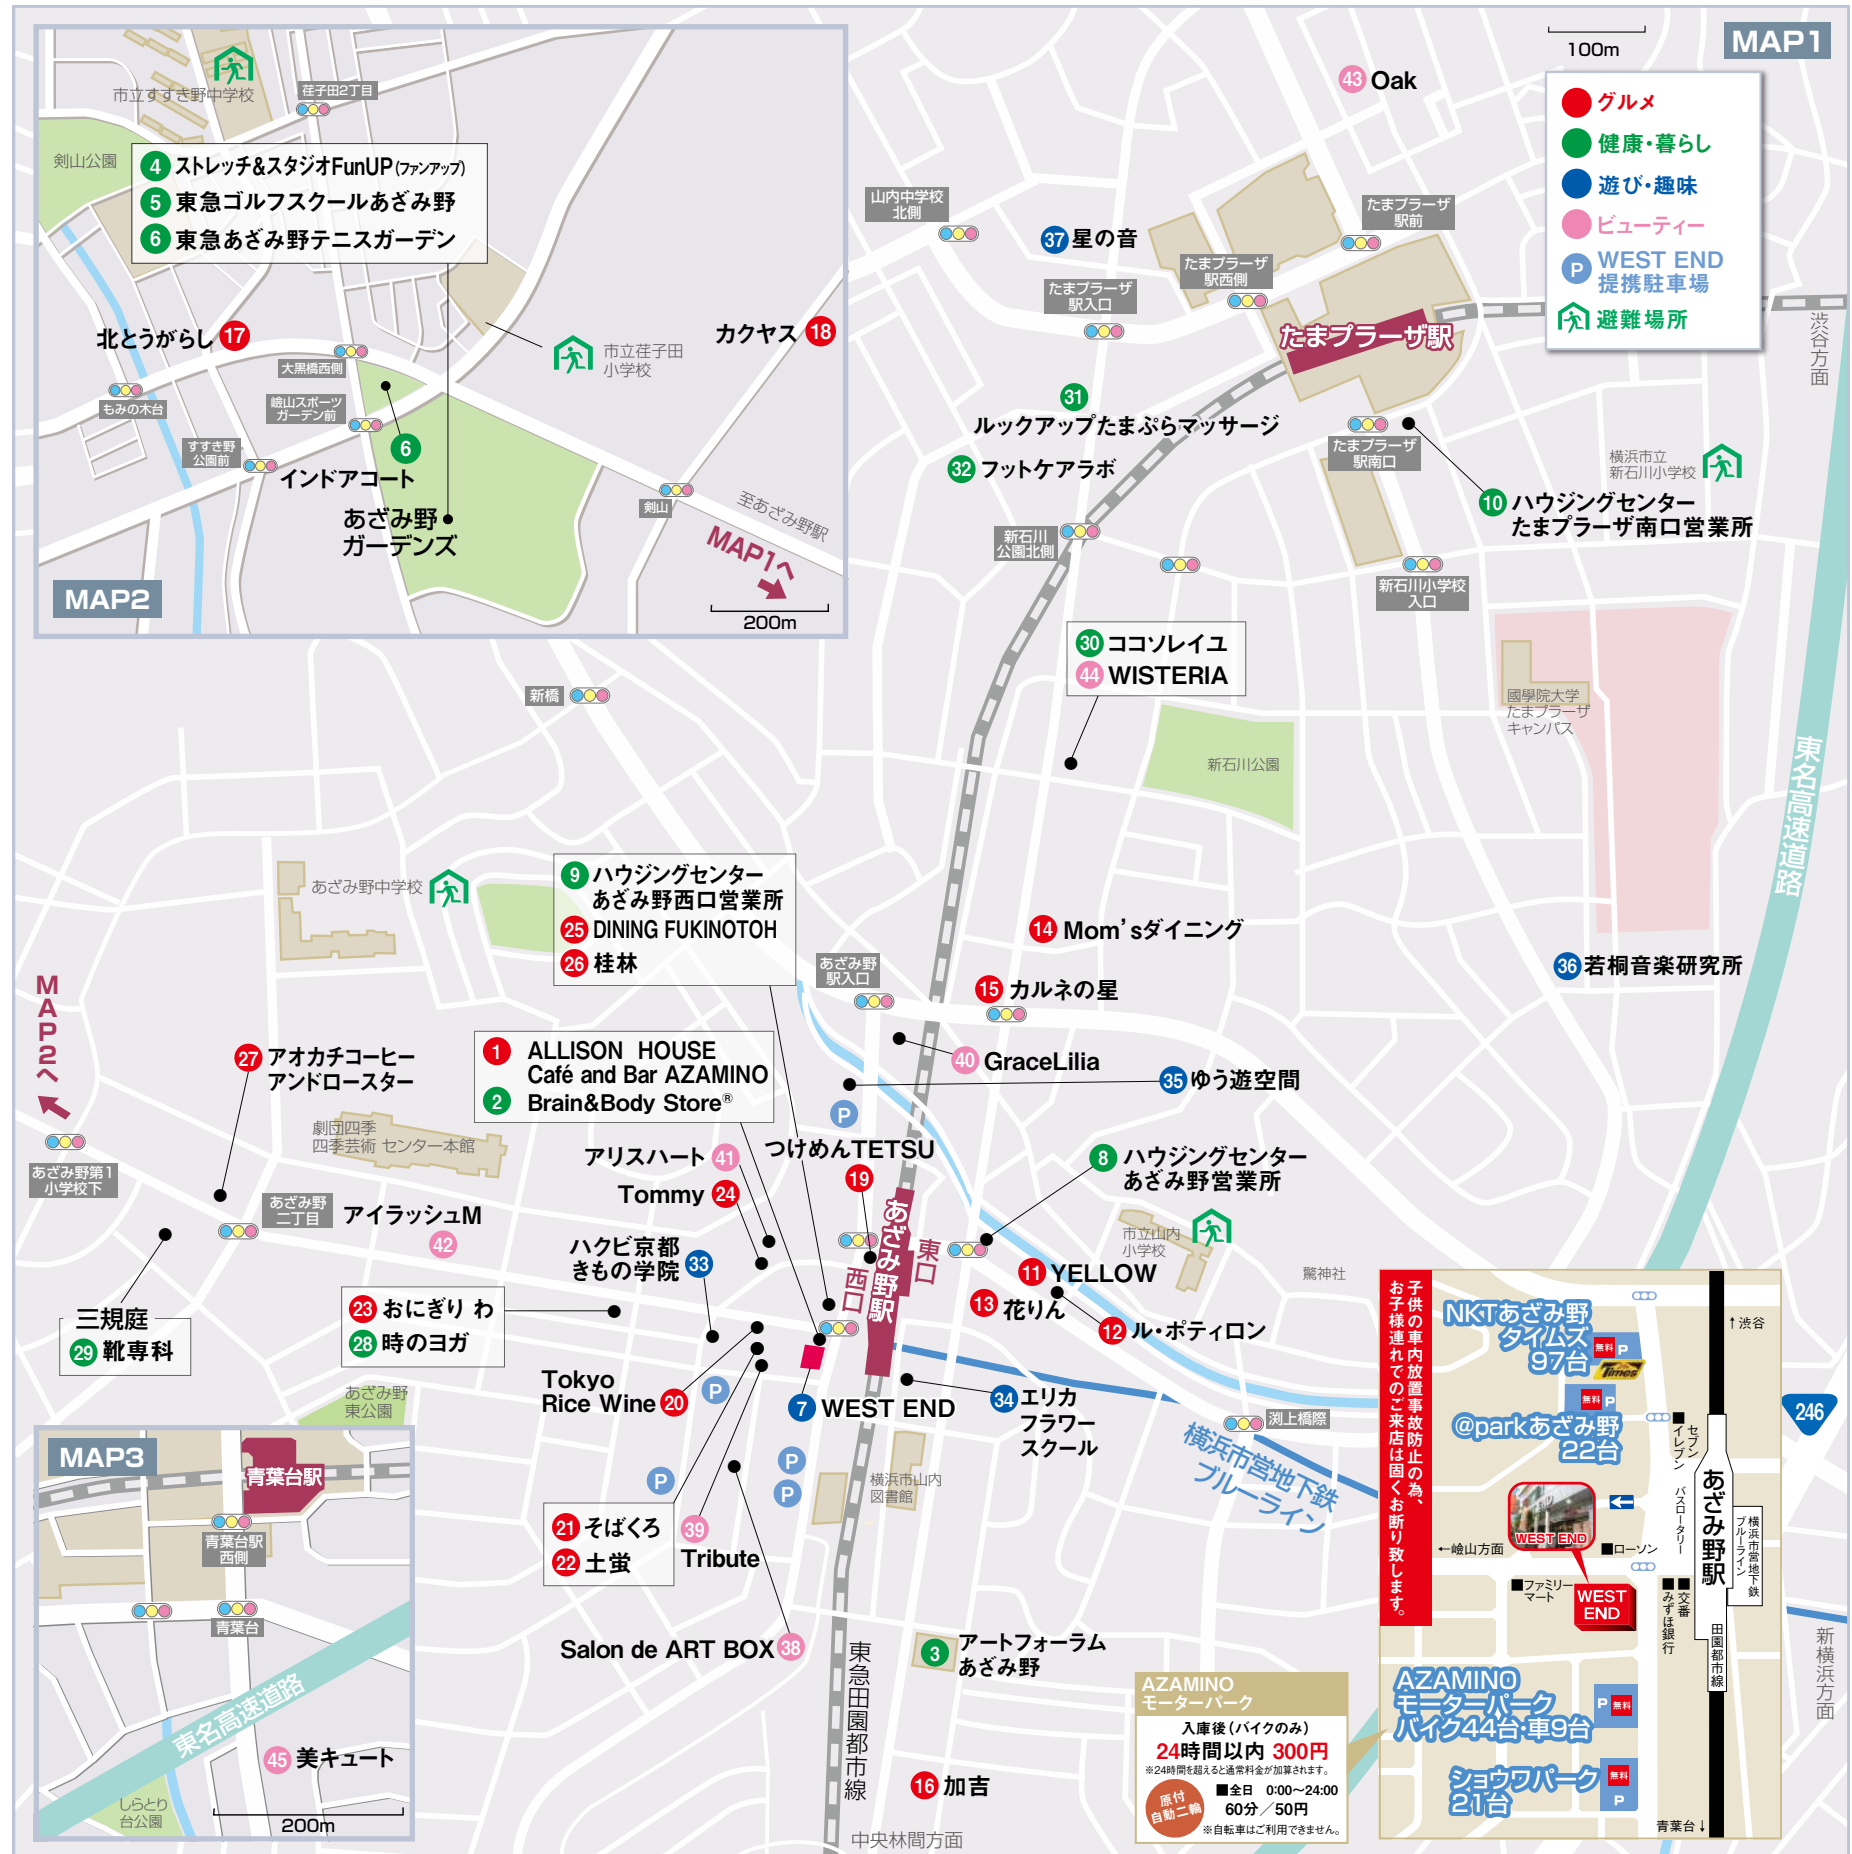 MAP1
100m
グルメ
健康・暮らし
遊び・趣味
ビューティー
P WEST END
提携駐車場
避難場所
市立すすき野中学校
荏子田2丁目
剣山公園
4 ストレッチ&スタジオFunUP(ファンアップ)
5 東急ゴルフスクールあざみ野
6 東急あざみ野テニスガーデン
北とうがらし 17
カクヤス 18
市立荏子田
小学校
大黒橋西側
もみの木台
嶮山スポーツ
ガーデン前
すすき野
公園前
6
インドアコート
あざみ野
ガーデンズ
剣山
至あざみ野駅
MAP1へ
MAP2
200m
43 Oak
山内中学校
北側
37 星の音
たまプラーザ
駅前
たまプラーザ
駅西側
たまプラーザ
駅入口
たまプラーザ駅
渋谷方面
31
ルックアップたまぷらマッサージ
32 フットケアラボ
たまプラーザ
駅南口
横浜市立
新石川小学校
10 ハウジングセンター
たまプラーザ南口営業所
新石川
公園北側
新石川小学校
入口
30 ココソレイユ
44 WISTERIA
國學院大学
たまプラーザ
キャンパス
新橋
新石川公園
東名高速道路
あざみ野中学校
9 ハウジングセンター
あざみ野西口営業所
25 DINING FUKINOTOH
26 桂林
14 Mom'sダイニング
あざみ野
駅入口
15 カルネの星
36 若桐音楽研究所
MAP2へ
27 アオカチコーヒー
アンドロースター
1 ALLISON HOUSE
Café and Bar AZAMINO
2 Brain&Body Store®
40 GraceLilia
35 ゆう遊空間
P
劇団四季
四季芸術 センター本館
あざみ野第1
小学校下
あざみ野
二丁目
アイラッシュM
42
アリスハート 41
Tommy 24
つけめんTETSU
19
8 ハウジングセンター
あざみ野営業所
市立山内
小学校
ハクビ京都
きもの学院 33
あざみ野駅
東口
西口
11 YELLOW
13 花りん
12 ル・ポティロン
驚神社
三規庭
29 靴専科
23 おにぎり わ
28 時のヨガ
あざみ野
東公園
Tokyo
Rice Wine 20
P
7 WEST END
34 エリカ
フラワー
スクール
渕上橋際
横浜市営地下鉄
ブルーライン
P
P
P
横浜市山内
図書館
21 そばくろ
22 土蛍
39
Tribute
Salon de ART BOX 38
東急田園都市線
3 アートフォーラム
あざみ野
16 加吉
中央林間方面
MAP3
青葉台駅
青葉台駅
西側
青葉台
東名高速道路
45 美キュート
しらとり
台公園
200m
AZAMINO
モーターパーク
入庫後(バイクのみ)
24時間以内 300円
※24時間を超えると通常料金が加算されます。
原付
自動二輪
■全日 0:00〜24:00
60分/50円
※自転車はご利用できません。
子供の車内放置事故防止の為、
お子様連れでのご来店は固くお断り致します。
NKTあざみ野
タイムズ
97台
無料 P
Times
↑渋谷
無料 P
@parkあざみ野
22台
■セブン
イレブン
バスロータリー
あざみ野駅
横浜市営地下鉄
ブルーライン
WEST END
←嶮山方面
■ローソン
■ファミリー
マート
WEST
END
■交番
■みずほ銀行
田園都市線
AZAMINO
モーターパーク
バイク44台・車9台
P 無料
ショウワパーク
21台
無料
P
青葉台↓
246
新横浜方面